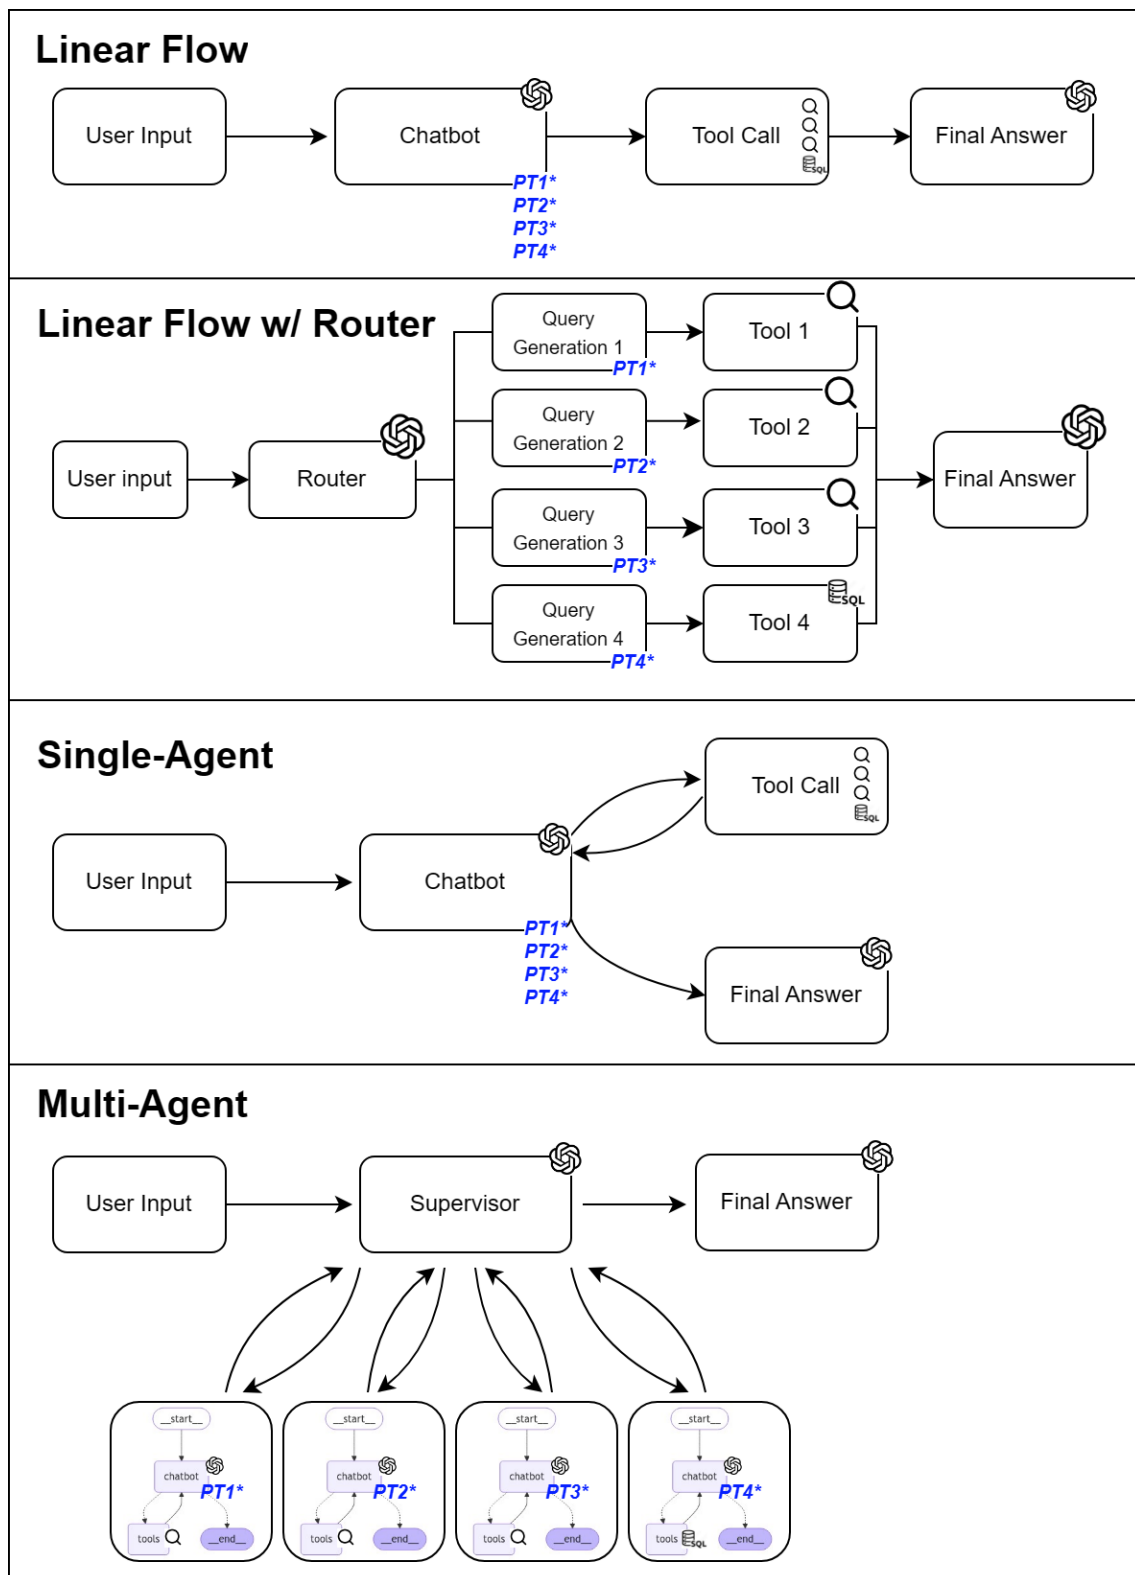 Linear Flow
User Input
Chatbot
PT1*
PT2*
PT3*
PT4*
Tool Call
SQL
Final Answer
Linear Flow w/ Router
User input
Router
Query
Generation 1
PT1*
Tool 1
Query
Generation 2
PT2*
Tool 2
Query
Generation 3
PT3*
Tool 3
Query
Generation 4
PT4*
Tool 4
SQL
Final Answer
Single-Agent
User Input
Chatbot
PT1*
PT2*
PT3*
PT4*
Tool Call
SQL
Final Answer
Multi-Agent
User Input
Supervisor
Final Answer
__start__
chatbot
PT1*
tools
__end__
__start__
chatbot
PT2*
tools
__end__
__start__
chatbot
PT3*
tools
__end__
__start__
chatbot
PT4*
tools
SQL
__end__